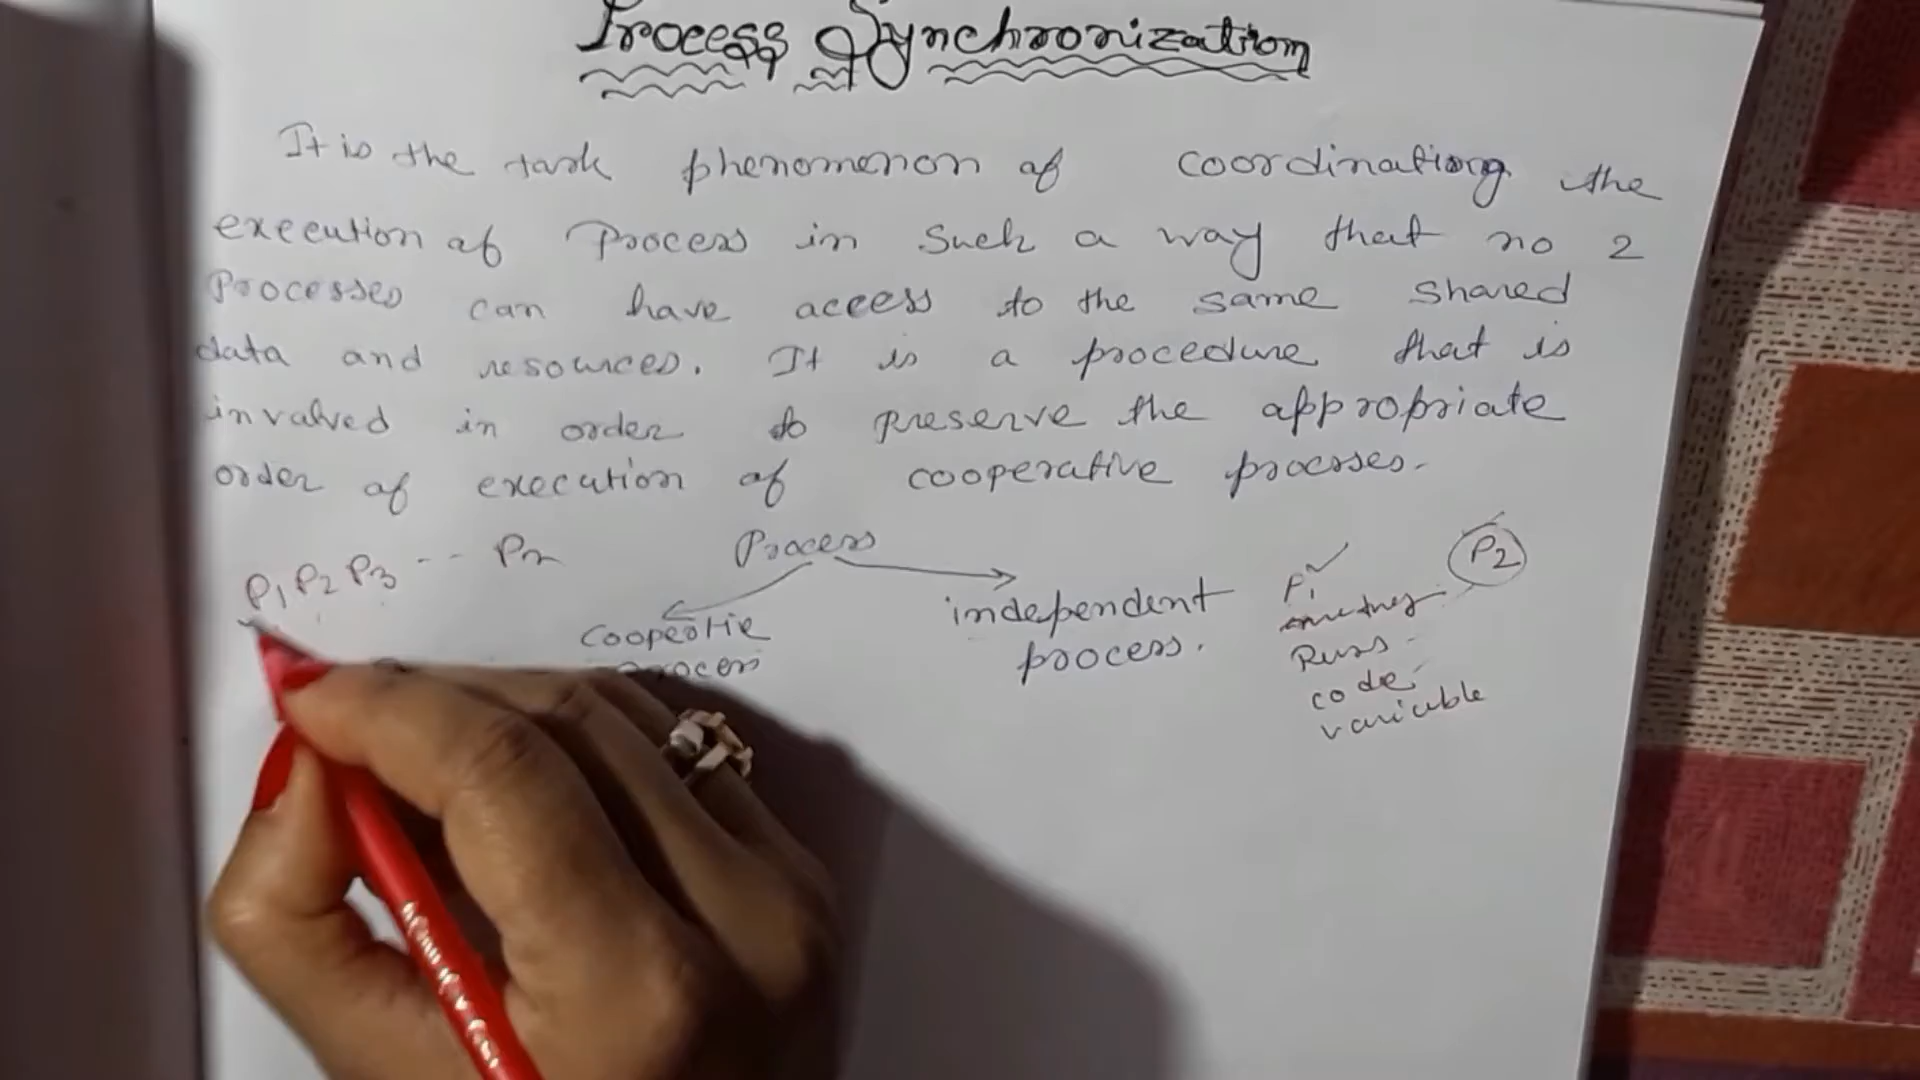 Process Synchronization
It is the task phenomenon of coordinationg the
execution of Process in such a way that no 2
Processes can have access to the same shared
data and resources. It is a procedure that is
involved in order to preserve the appropriate
order of execution of cooperative processes.
P1 P2 P3 -- Pn
Process
independent
process.
P1
P2
Runs
code
variable